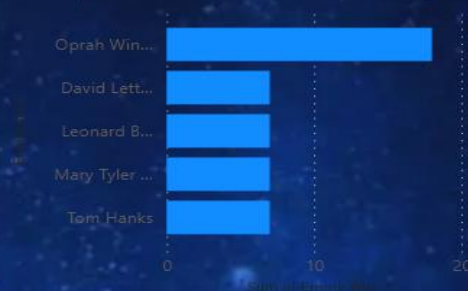 Oprah Win...
David Lett...
Leonard B...
Mary Tyler ...
Tom Hanks
0 10 20